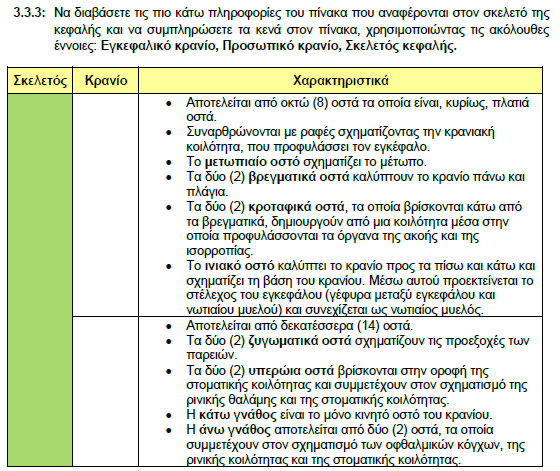 3.3.3: Να διαβάσετε τις πιο κάτω πληροφορίες του πίνακα που αναφέρονται στον σκελετό της
κεφαλής και να συμπληρώσετε τα κενά στον πίνακα, χρησιμοποιώντας τις ακόλουθες
έννοιες: Εγκεφαλικό κρανίο, Προσωπικό κρανίο, Σκελετός κεφαλής.
Σκελετός Κρανίο Χαρακτηριστικά
• Αποτελείται από οκτώ (8) οστά τα οποία είναι, κυρίως, πλατιά
οστά.
• Συναρθρώνονται με ραφές σχηματίζοντας την κρανιακή
κοιλότητα, που προφυλάσσει τον εγκέφαλο.
• Το μετωπιαίο οστό σχηματίζει το μέτωπο.
• Τα δύο (2) βρεγματικά οστά καλύπτουν το κρανίο πάνω και
πλάγια.
• Τα δύο (2) κροταφικά οστά, τα οποία βρίσκονται κάτω από
τα βρεγματικά, δημιουργούν από μια κοιλότητα μέσα στην
οποία προφυλάσσονται τα όργανα της ακοής και της
ισορροπίας.
• Το ινιακό οστό καλύπτει το κρανίο προς τα πίσω και κάτω και
σχηματίζει τη βάση του κρανίου. Μέσω αυτού προεκτείνεται το
στέλεχος του εγκεφάλου (γέφυρα μεταξύ εγκεφάλου και
νωτιαίου μυελού) και συνεχίζεται ως νωτιαίος μυελός.
• Αποτελείται από δεκατέσσερα (14) οστά.
• Τα δύο (2) ζυγωματικά οστά σχηματίζουν τις προεξοχές των
παρειών.
• Τα δύο (2) υπερώια οστά βρίσκονται στην οροφή της
στοματικής κοιλότητας και συμμετέχουν στον σχηματισμό της
ρινικής θαλάμης και της στοματικής κοιλότητας.
• Η κάτω γνάθος είναι το μόνο κινητό οστό του κρανίου.
• Η άνω γνάθος αποτελείται από δύο (2) οστά, τα οποία
συμμετέχουν στον σχηματισμό των οφθαλμικών κόγχων, της
ρινικής κοιλότητας και της στοματικής κοιλότητας.